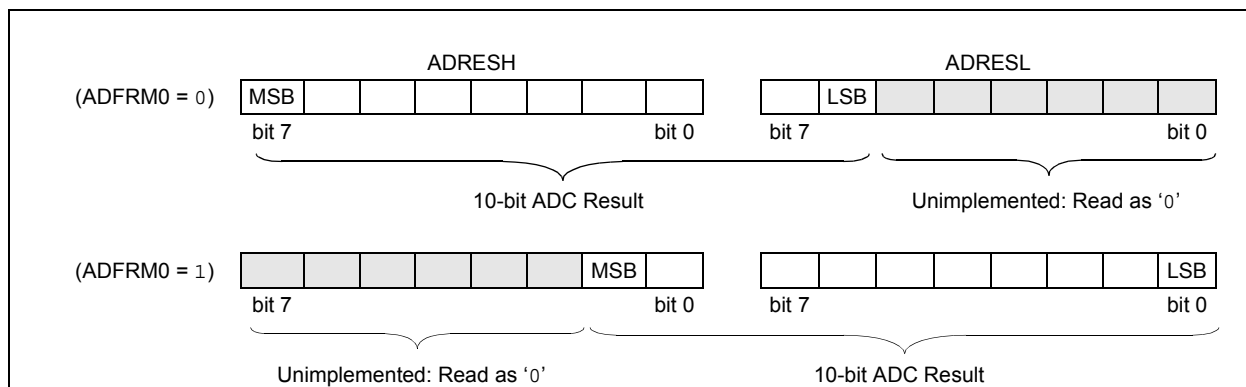 ADRESH ADRESL
(ADFRM0 = 0) MSB LSB
bit 7 bit 0 bit 7 bit 0
10-bit ADC Result Unimplemented: Read as ‘0’
(ADFRM0 = 1) MSB LSB
bit 7 bit 0 bit 7 bit 0
Unimplemented: Read as ‘0’ 10-bit ADC Result